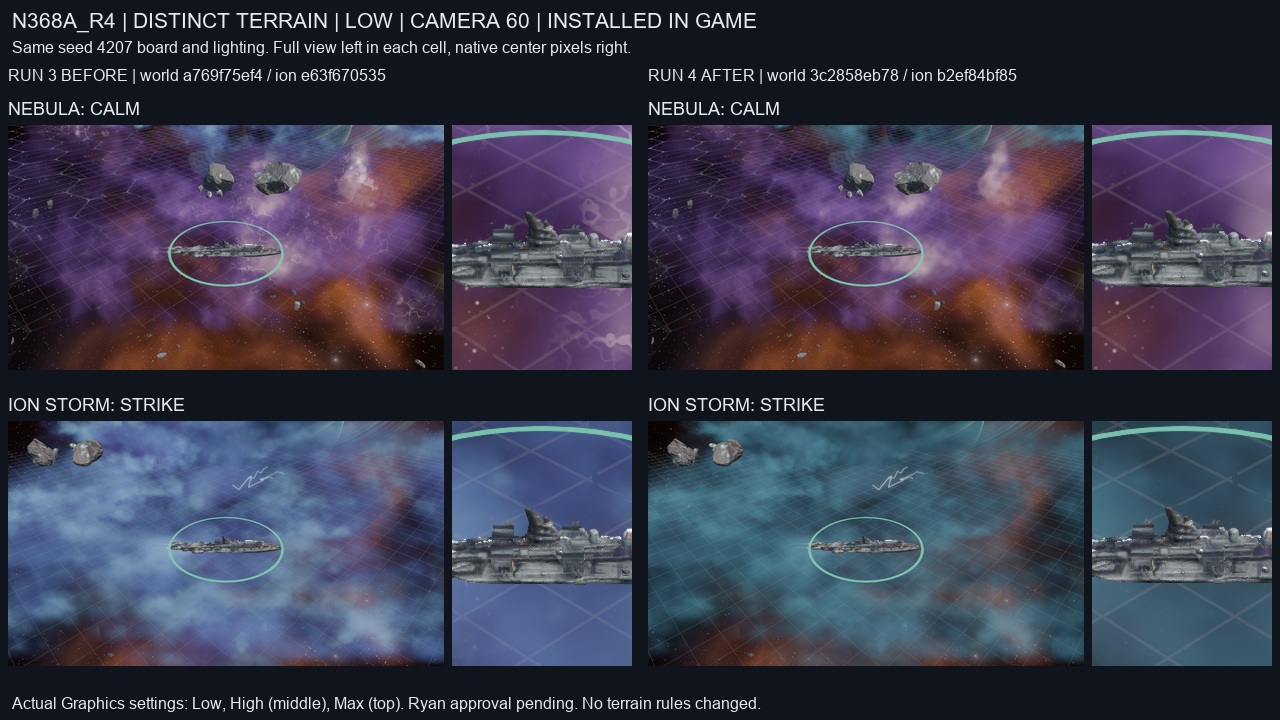 N368A_R4 | DISTINCT TERRAIN | LOW | CAMERA 60 | INSTALLED IN GAME
Same seed 4207 board and lighting. Full view left in each cell, native center pixels right.
RUN 3 BEFORE | world a769f75ef4 / ion e63f670535
RUN 4 AFTER | world 3c2858eb78 / ion b2ef84bf85
NEBULA: CALM
NEBULA: CALM
ION STORM: STRIKE
ION STORM: STRIKE
Actual Graphics settings: Low, High (middle), Max (top). Ryan approval pending. No terrain rules changed.